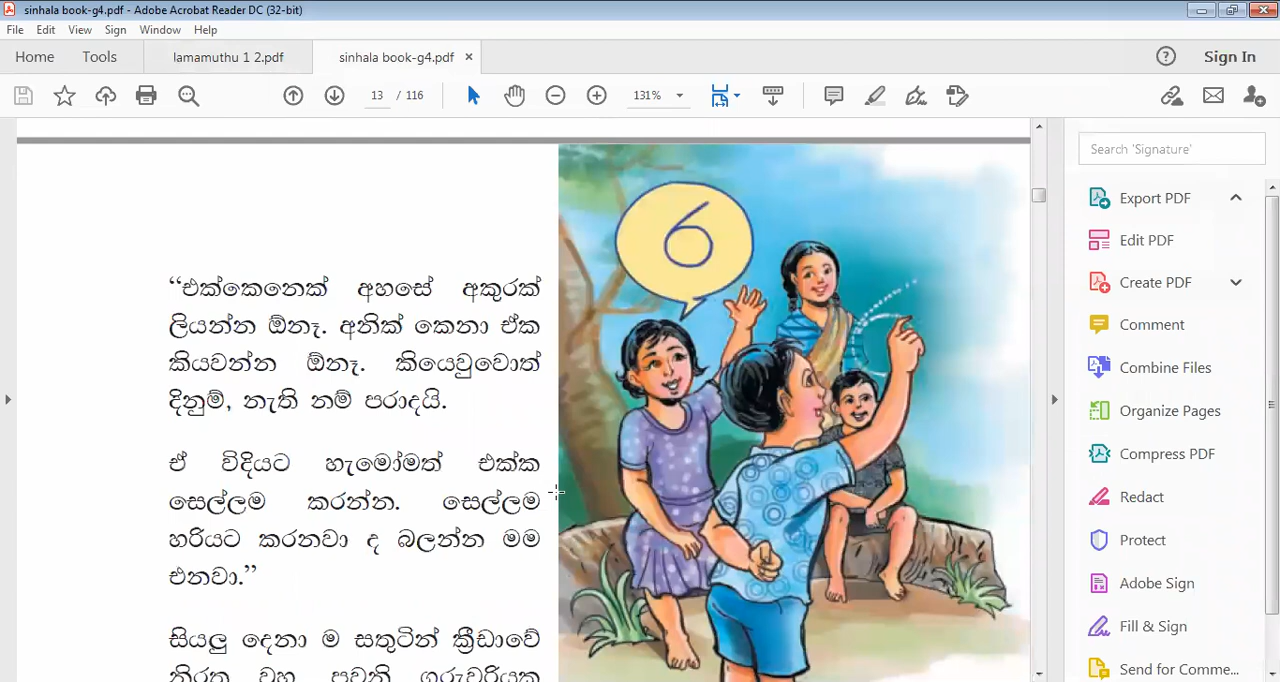 sinhala book-g4.pdf - Adobe Acrobat Reader DC (32-bit)
File Edit View Sign Window Help
Home Tools lamamuthu 1 2.pdf sinhala book-g4.pdf × Sign In
13 / 116 131%
Search 'Signature'
Export PDF
Edit PDF
Create PDF
Comment
Combine Files
Organize Pages
Compress PDF
Redact
Protect
Adobe Sign
Fill & Sign
Send for Comme...
6
‘‘එක්කෙනෙක් අහසේ අකුරක්
ලියන්න ඕනෑ. අනික් කෙනා ඒක
කියවන්න ඕනෑ. කියෙවුවොත්
දිනුම්, නැති නම් පරාදයි.
ඒ විදියට හැමෝමත් එක්ක
සෙල්ලම කරන්න. සෙල්ලම
හරියට කරනවා ද බලන්න මම
එනවා.’’
සියලු දෙනා ම සතුටින් ක්‍රීඩාවේ